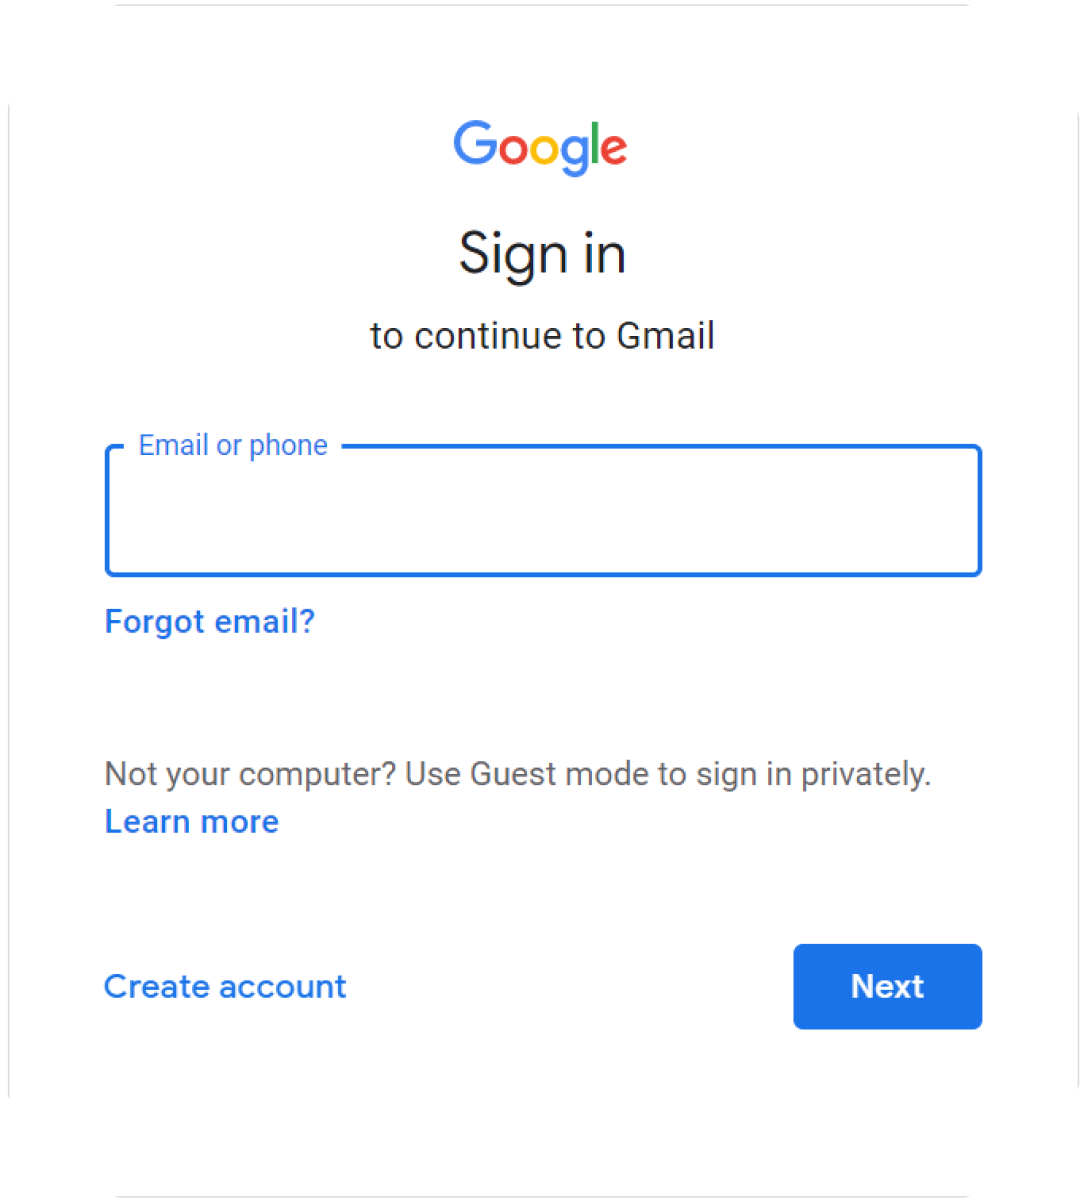 Google
Sign in
to continue to Gmail
Email or phone
Forgot email?
Not your computer? Use Guest mode to sign in privately.
Learn more
Create account
Next